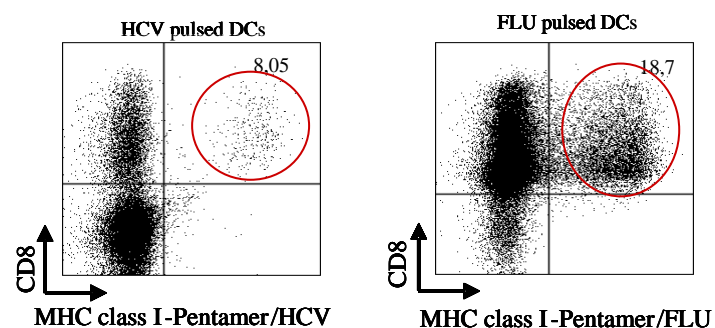 HCV pulsed DCs
8,05
CD8
MHC class I-Pentamer/HCV
FLU pulsed DCs
18,7
CD8
MHC class I-Pentamer/FLU